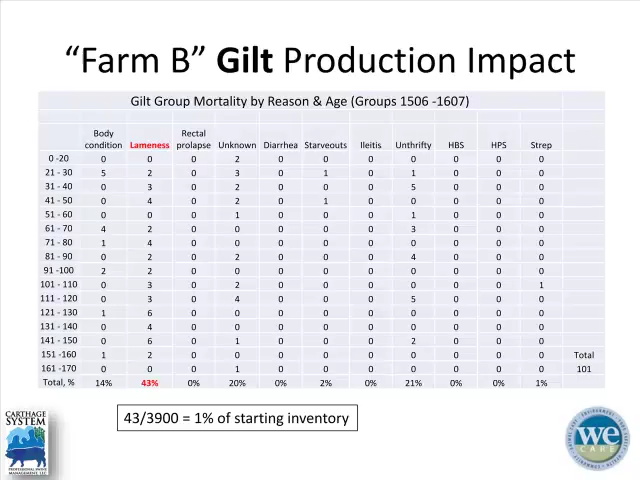 “Farm B” Gilt Production Impact
Gilt Group Mortality by Reason & Age (Groups 1506 -1607)
Body condition Lameness Rectal prolapse Unknown Diarrhea Starveouts Ileitis Unthrifty HBS HPS Strep
0 -20 0 0 0 2 0 0 0 0 0 0 0
21 - 30 5 2 0 3 0 1 0 1 0 0 0
31 - 40 0 3 0 2 0 0 0 5 0 0 0
41 - 50 0 4 0 2 0 1 0 0 0 0 0
51 - 60 0 0 0 1 0 0 0 1 0 0 0
61 - 70 4 2 0 0 0 0 0 3 0 0 0
71 - 80 1 4 0 0 0 0 0 0 0 0 0
81 - 90 0 2 0 2 0 0 0 4 0 0 0
91 -100 2 2 0 0 0 0 0 0 0 0 0
101 - 110 0 3 0 2 0 0 0 0 0 0 1
111 - 120 0 3 0 4 0 0 0 5 0 0 0
121 - 130 1 6 0 0 0 0 0 0 0 0 0
131 - 140 0 4 0 0 0 0 0 0 0 0 0
141 - 150 0 6 0 1 0 0 0 2 0 0 0
151 -160 1 2 0 0 0 0 0 0 0 0 0 Total
161 -170 0 0 0 1 0 0 0 0 0 0 0 101
Total, % 14% 43% 0% 20% 0% 2% 0% 21% 0% 0% 1%
43/3900 = 1% of starting inventory
CARTHAGE
SYSTEM
PROFESSIONAL SWINE
MANAGEMENT, LLC
we
CARE